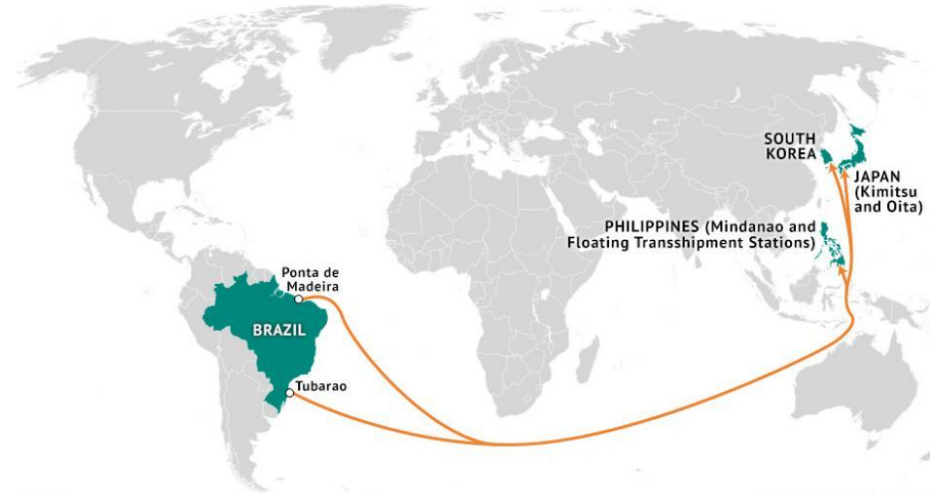 SOUTH
KOREA
JAPAN
(Kimitsu
and Oita)
PHILIPPINES (Mindanao and
Floating Transshipment Stations)
Ponta de
Madeira
BRAZIL
Tubarao